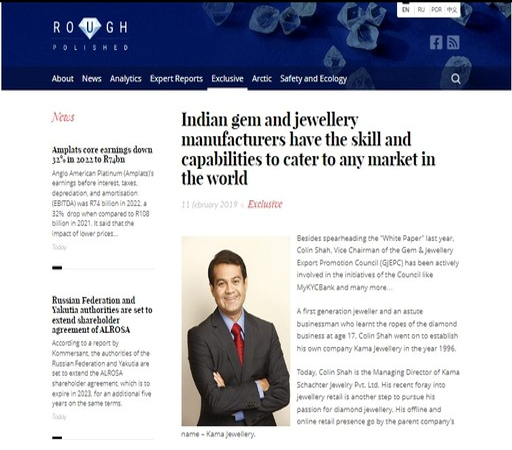 EN RU POR 中文
ROUGH
POLISHED
About News Analytics Expert Reports Exclusive Arctic Safety and Ecology
News
Amplats core earnings down
32% in 2022 to R74bn
Anglo American Platinum (Amplats)'s
earnings before interest, taxes,
depreciation, and amortisation
(EBITDA) was R74 billion in 2022, a
32% drop when compared to R108
billion in 2021. It said that the
impact of lower prices...
Today
Russian Federation and
Yakutia authorities are set to
extend shareholder
agreement of ALROSA
According to a report by
Kommersant, the authorities of the
Russian Federation and Yakutia are
set to extend the ALROSA
shareholder agreement, which is to
expire in 2023, for an additional five
years on the same terms.
Today
Indian gem and jewellery
manufacturers have the skill and
capabilities to cater to any market in
the world
11 february 2019 Exclusive
Besides spearheading the "White Paper" last year,
Colin Shah, Vice Chairman of the Gem & Jewellery
Export Promotion Council (GJEPC) has been actively
involved in the initiatives of the Council like
MyKYCBank and many more...
A first generation jeweller and an astute
businessman who learnt the ropes of the diamond
business at age 17, Colin Shah went on to establish
his own company Kama Jewellery in the year 1996.
Today, Colin Shah is the Managing Director of Kama
Schachter Jewelry Pvt. Ltd. His recent foray into
jewellery retail is another step to pursue his
passion for diamond jewellery. His offline and
online retail presence go by the parent company's
name – Kama Jewellery.